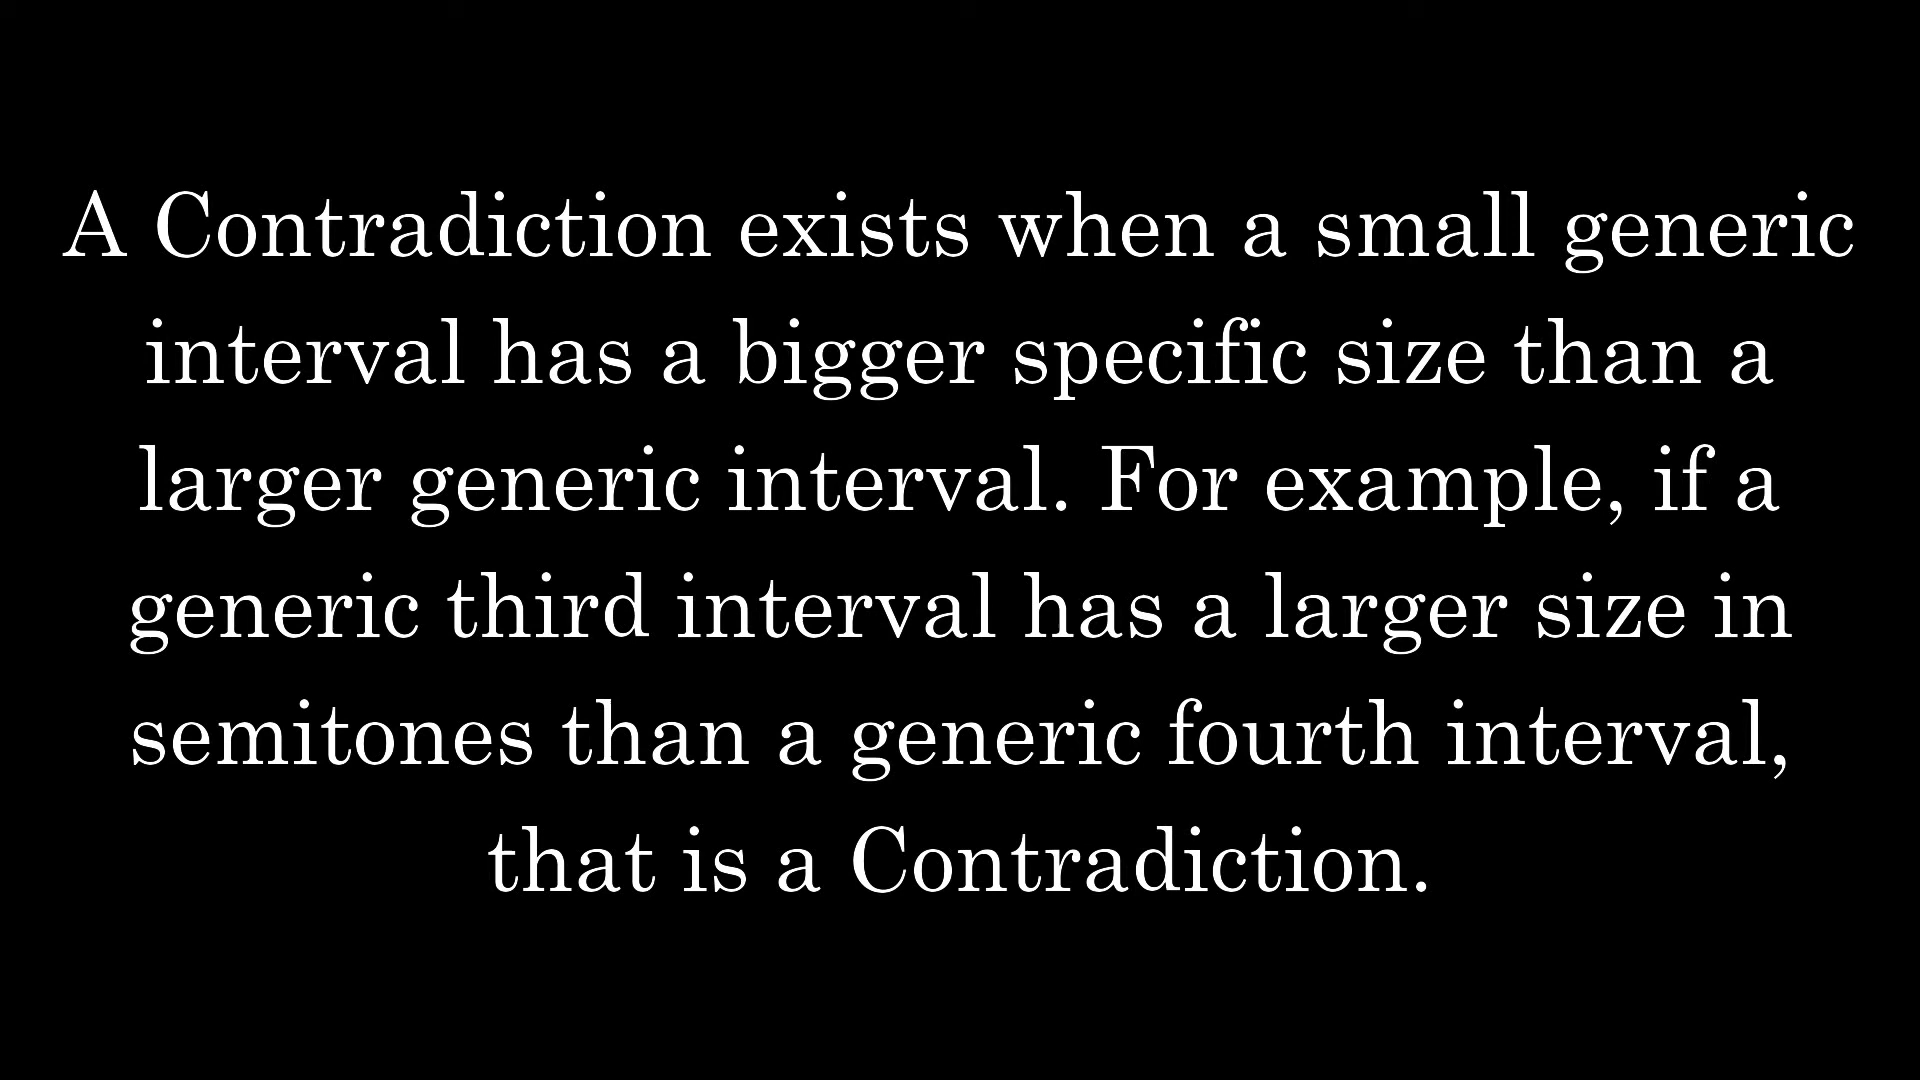 A Contradiction exists when a small generic
interval has a bigger specific size than a
larger generic interval. For example, if a
generic third interval has a larger size in
semitones than a generic fourth interval,
that is a Contradiction.